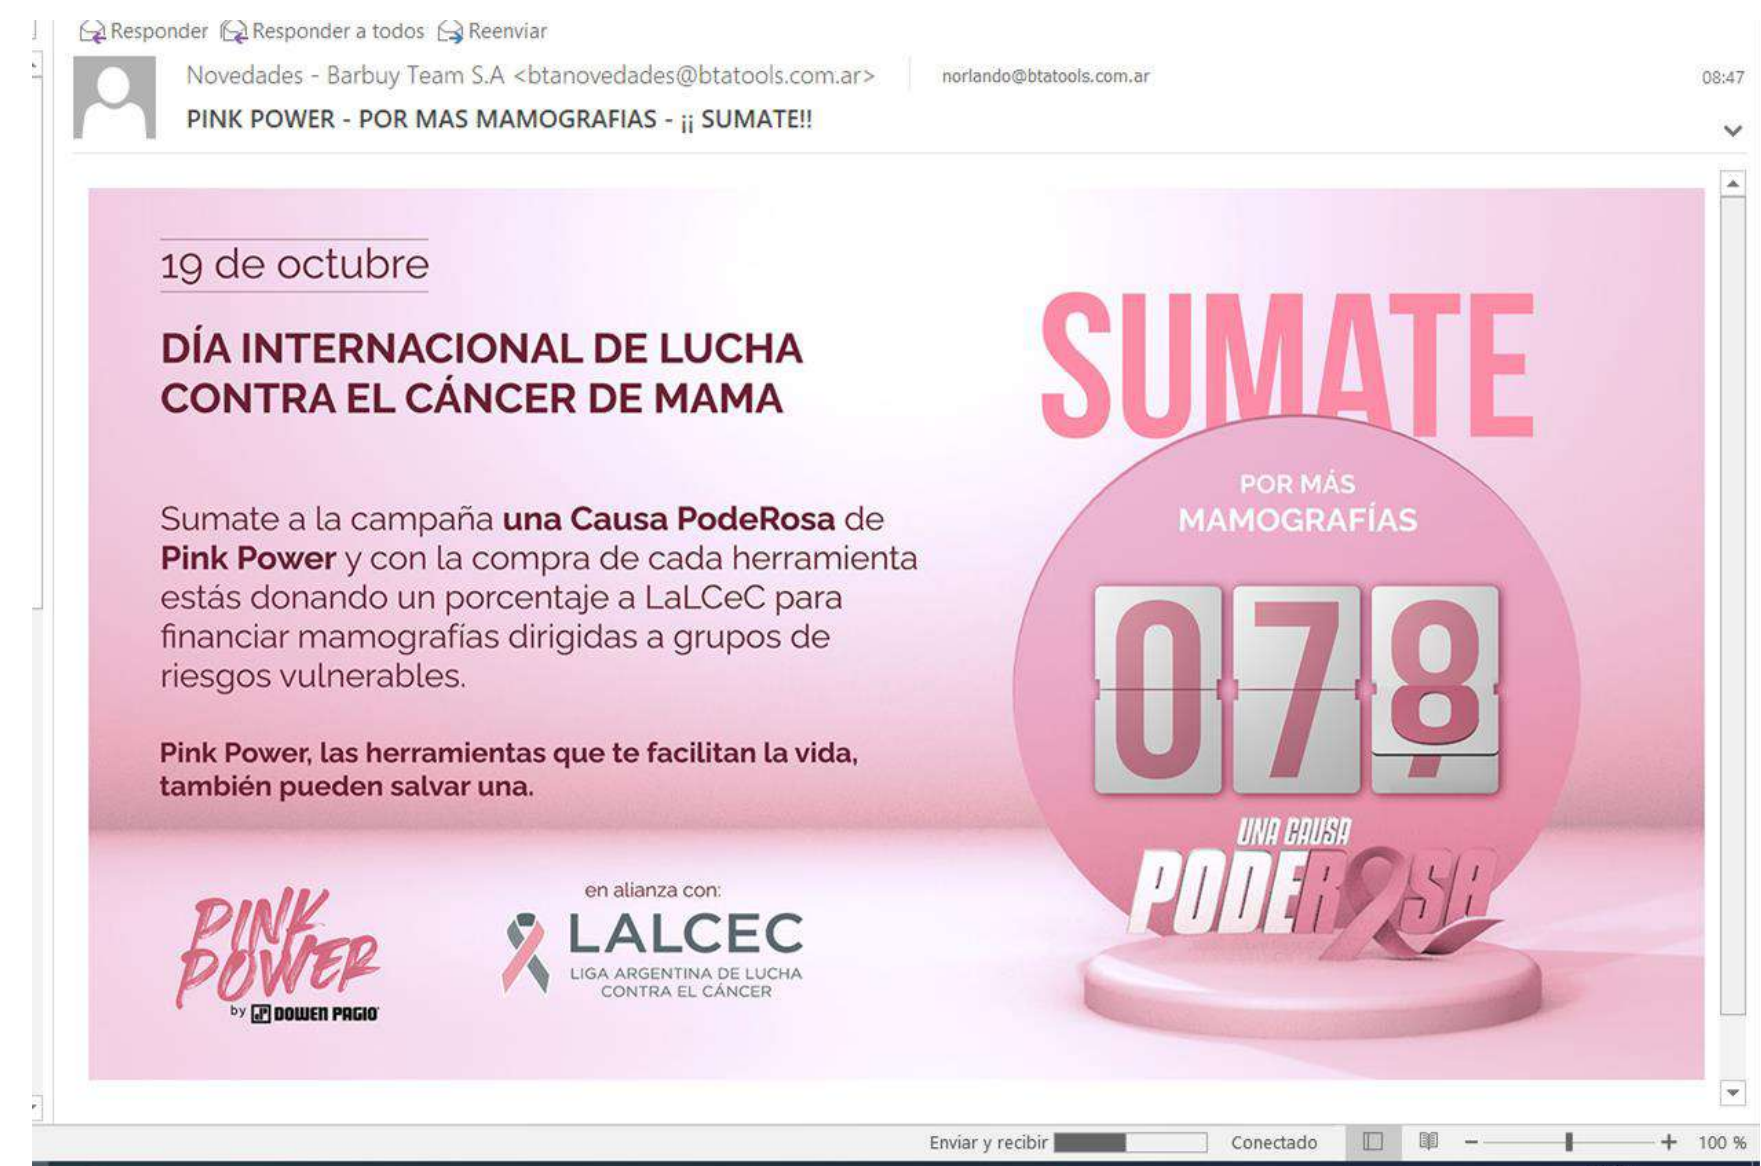 Responder Responder a todos Reenviar
Novedades - Barbuy Team S.A <btanovedades@btatools.com.ar> norlando@btatools.com.ar 08:47
PINK POWER - POR MAS MAMOGRAFIAS - ¡¡ SUMATE!!
19 de octubre
DÍA INTERNACIONAL DE LUCHA
CONTRA EL CÁNCER DE MAMA
Sumate a la campaña una Causa PodeRosa de
Pink Power y con la compra de cada herramienta
estás donando un porcentaje a LaLCeC para
financiar mamografías dirigidas a grupos de
riesgos vulnerables.
Pink Power, las herramientas que te facilitan la vida,
también pueden salvar una.
PINK
POWER
by DOWEN PAGIO
en alianza con:
LALCEC
LIGA ARGENTINA DE LUCHA
CONTRA EL CÁNCER
SUMATE
POR MÁS
MAMOGRAFÍAS
078
UNA CAUSA
PODEROSA
Enviar y recibir Conectado 100 %